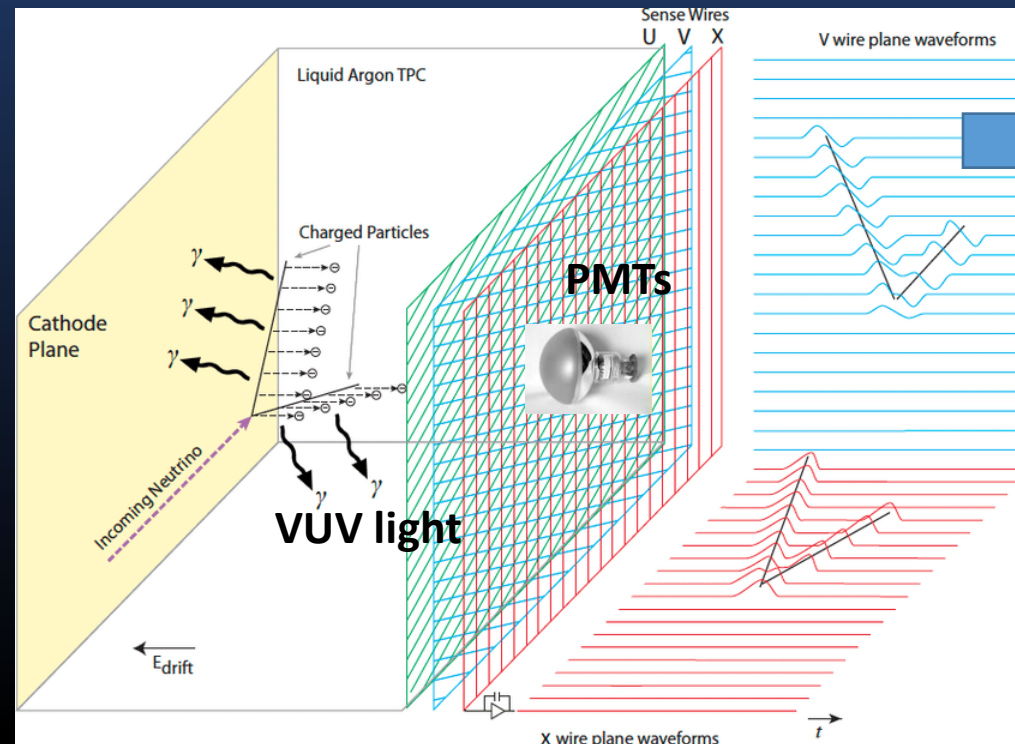 Sense Wires
U V X
V wire plane waveforms
Liquid Argon TPC
Charged Particles
γ
γ
γ
PMTs
Cathode
Plane
Incoming Neutrino
γ
γ
VUV light
Edrift
t
X wire plane waveforms